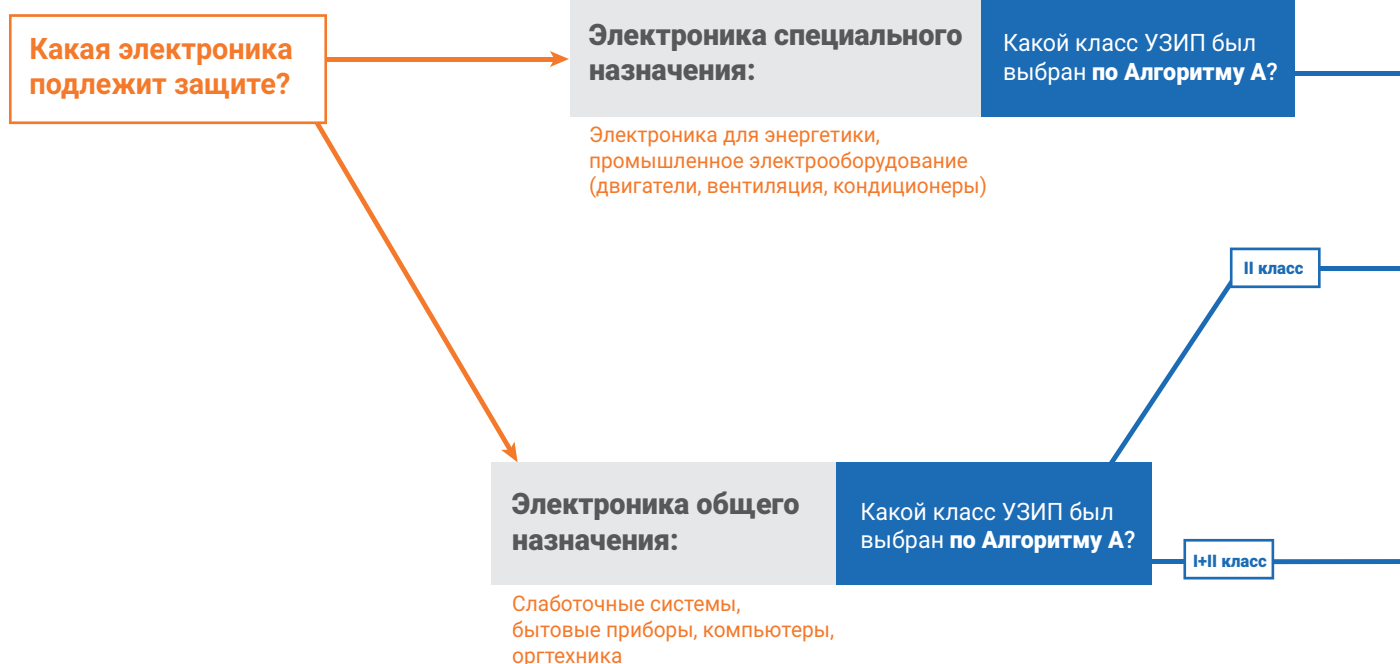 Какая электроника
подлежит защите?
Электроника специального
назначения:
Какой класс УЗИП был
выбран по Алгоритму А?
Электроника для энергетики,
промышленное электрооборудование
(двигатели, вентиляция, кондиционеры)
II класс
Электроника общего
назначения:
Какой класс УЗИП был
выбран по Алгоритму А?
I+II класс
Слаботочные системы,
бытовые приборы, компьютеры,
оргтехника